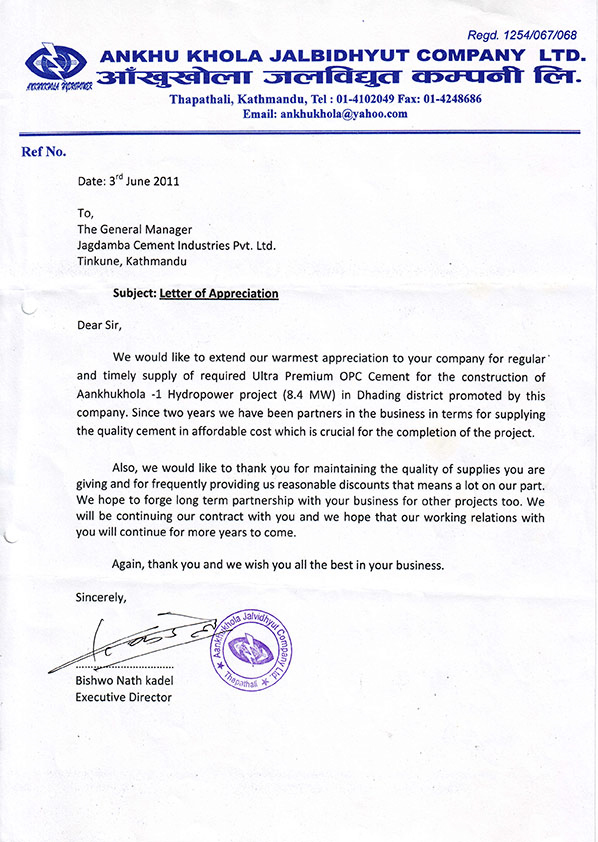 Regd. 1254/067/068
ANKHU KHOLA JALBIDHYUT COMPANY LTD.
आँखुखोला जलविद्युत कम्पनी लि.
ANKHUKHOLA HYDROPOWER
Thapathali, Kathmandu, Tel : 01-4102049 Fax: 01-4248686
Email: ankhukhola@yahoo.com
Ref No.
Date: 3rd June 2011
To,
The General Manager
Jagdamba Cement Industries Pvt. Ltd.
Tinkune, Kathmandu
Subject: Letter of Appreciation
Dear Sir,
We would like to extend our warmest appreciation to your company for regular
and timely supply of required Ultra Premium OPC Cement for the construction of
Aankhukhola -1 Hydropower project (8.4 MW) in Dhading district promoted by this
company. Since two years we have been partners in the business in terms for supplying
the quality cement in affordable cost which is crucial for the completion of the project.
Also, we would like to thank you for maintaining the quality of supplies you are
giving and for frequently providing us reasonable discounts that means a lot on our part.
We hope to forge long term partnership with your business for other projects too. We
will be continuing our contract with you and we hope that our working relations with
you will continue for more years to come.
Again, thank you and we wish you all the best in your business.
Sincerely,
Aankhukhola Jalvidhyut Company Ltd.
Thapathali
Bishwo Nath kadel
Executive Director